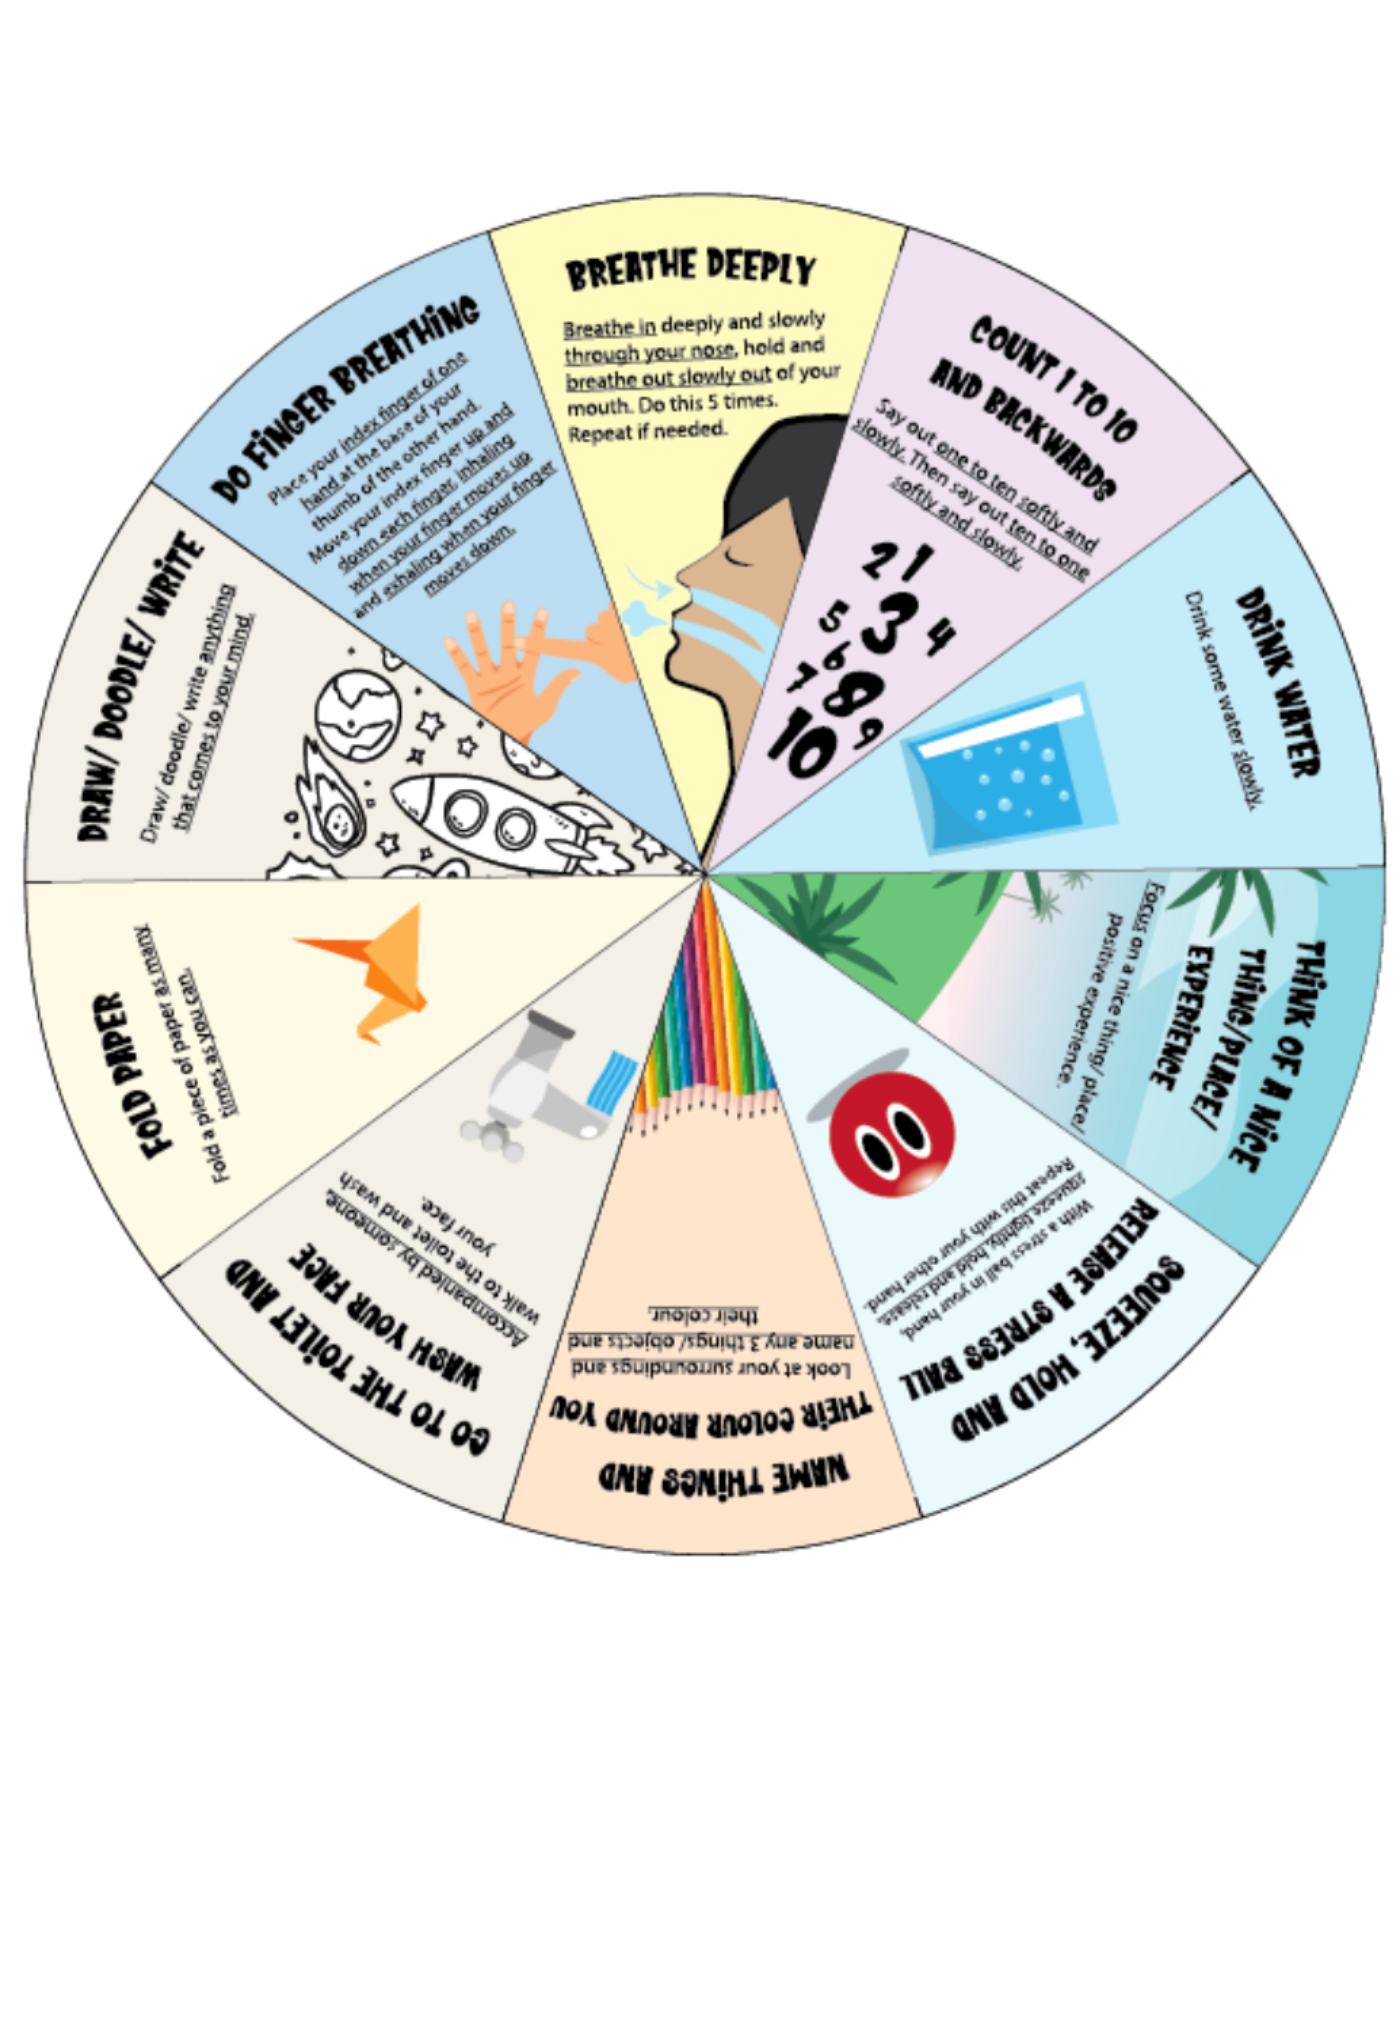 BREATHE DEEPLY
Breathe in deeply and slowly
through your nose, hold and
breathe out slowly out of your
mouth. Do this 5 times.
Repeat if needed.
COUNT 1 TO 10
AND BACKWARDS
Say out one to ten softly and
slowly. Then say out ten to one
softly and slowly.
2 1
5 3 4
6
7 8
10 9
DRINK WATER
Drink some water slowly.
THINK OF A NICE
THING/PLACE/
EXPERIENCE
Focus on a nice thing/ place/
positive experience.
SQUEEZE, HOLD AND
RELEASE A STRESS BALL
With a stress ball in your hand,
squeeze tightly, hold and release.
Repeat this with your other hand.
NAME THINGS AND
THEIR COLOUR AROUND YOU
Look at your surroundings and
name any 3 things/ objects and
their colour.
GO TO THE TOILET AND
WASH YOUR FACE
Accompanied by someone,
walk to the toilet and wash
your face.
FOLD PAPER
Fold a piece of paper as many
times as you can.
DRAW/ DOODLE/ WRITE
Draw/ doodle/ write anything
that comes to your mind.
DO FINGER BREATHING
Place your index finger of one
hand at the base of your
thumb of the other hand.
Move your index finger up and
down each finger, inhaling
when your finger moves up
and exhaling when your finger
moves down.